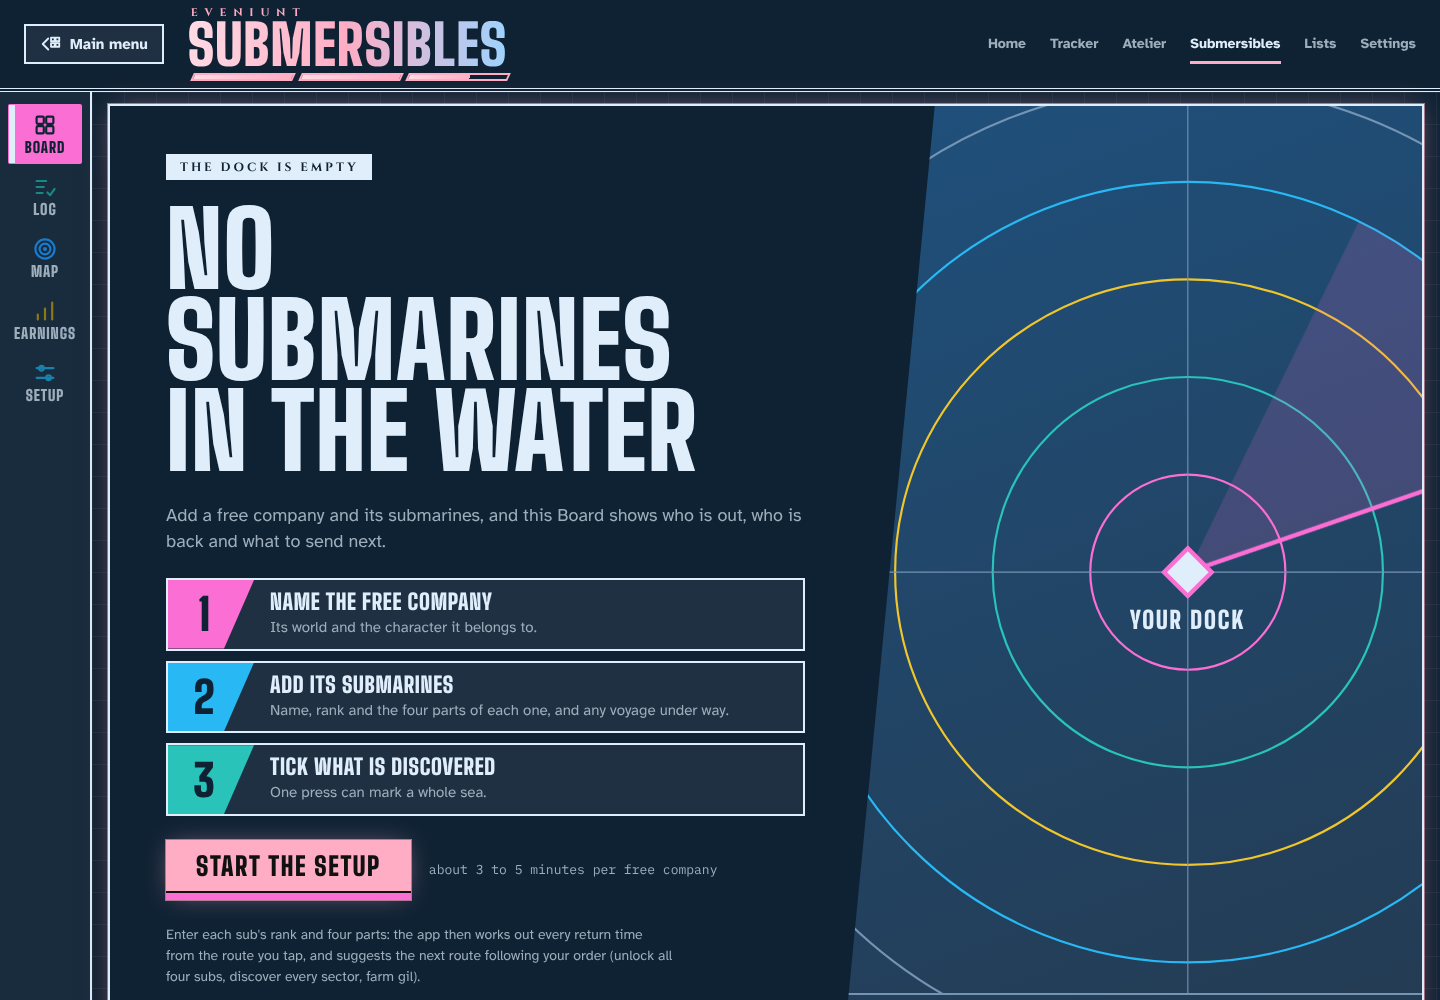 Main menu
EVENIUNT
SUBMERSIBLES
Home
Tracker
Atelier
Submersibles
Lists
Settings
BOARD
LOG
MAP
EARNINGS
SETUP
THE DOCK IS EMPTY
NO
SUBMARINES
IN THE WATER
Add a free company and its submarines, and this Board shows who is out, who is
back and what to send next.
1
NAME THE FREE COMPANY
Its world and the character it belongs to.
2
ADD ITS SUBMARINES
Name, rank and the four parts of each one, and any voyage under way.
3
TICK WHAT IS DISCOVERED
One press can mark a whole sea.
START THE SETUP
about 3 to 5 minutes per free company
Enter each sub's rank and four parts: the app then works out every return time
from the route you tap, and suggests the next route following your order (unlock all
four subs, discover every sector, farm gil).
YOUR DOCK